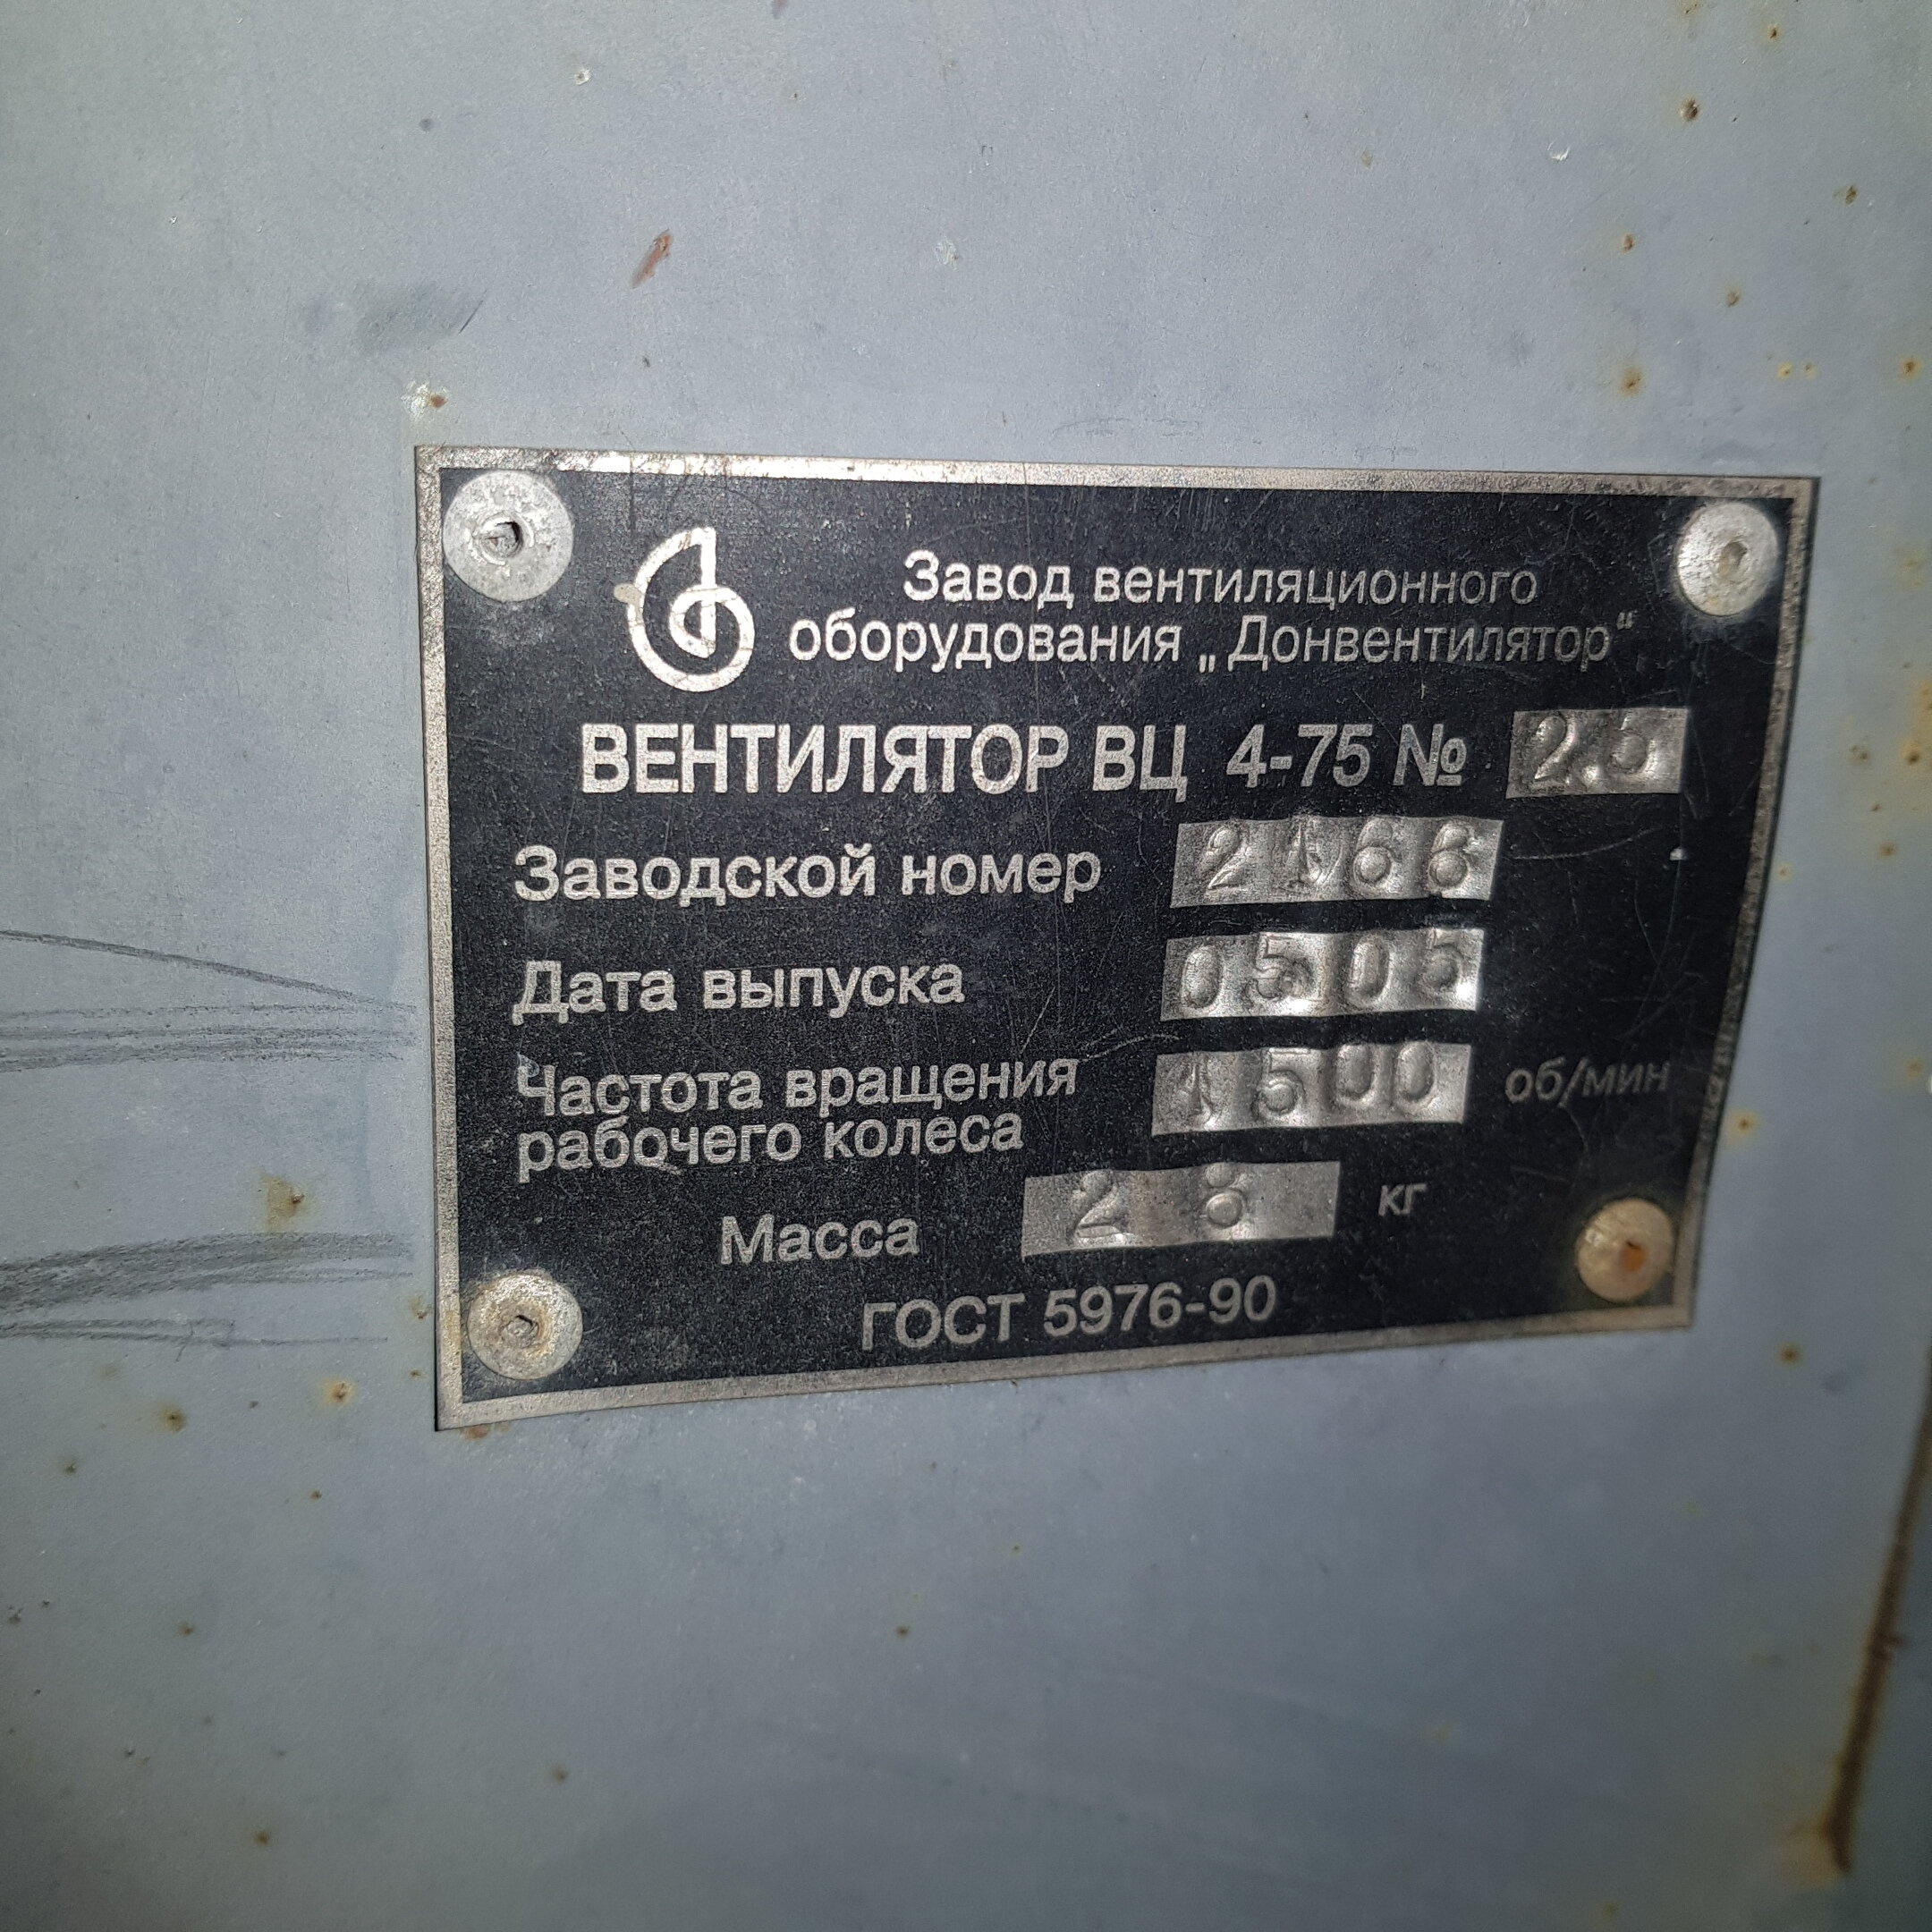 Завод вентиляционного
оборудования „Донвентилятор“
ВЕНТИЛЯТОР ВЦ 4-75 № 2.5
Заводской номер 2166
Дата выпуска 0505
Частота вращения
рабочего колеса 1500 об/мин
Масса 28 кг
ГОСТ 5976-90